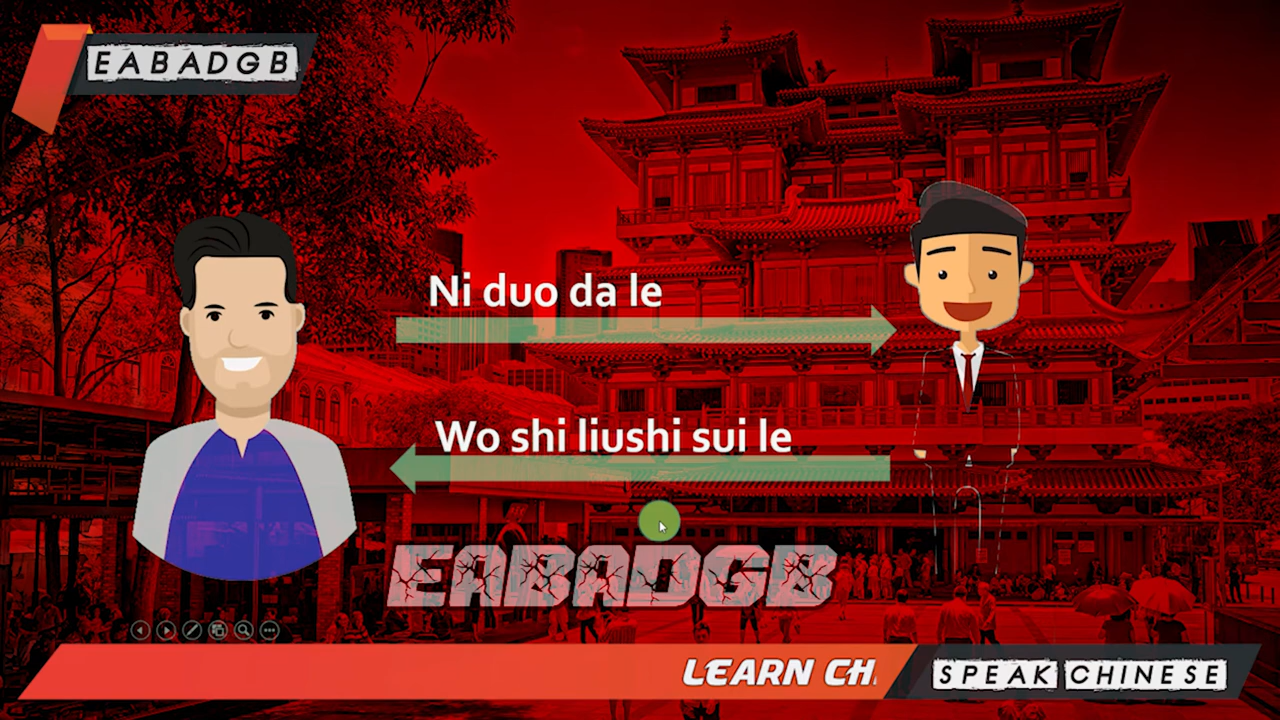 EABADGB
Ni duo da le
Wo shi liushi sui le
EABADGB
LEARN CH
SPEAK CHINESE